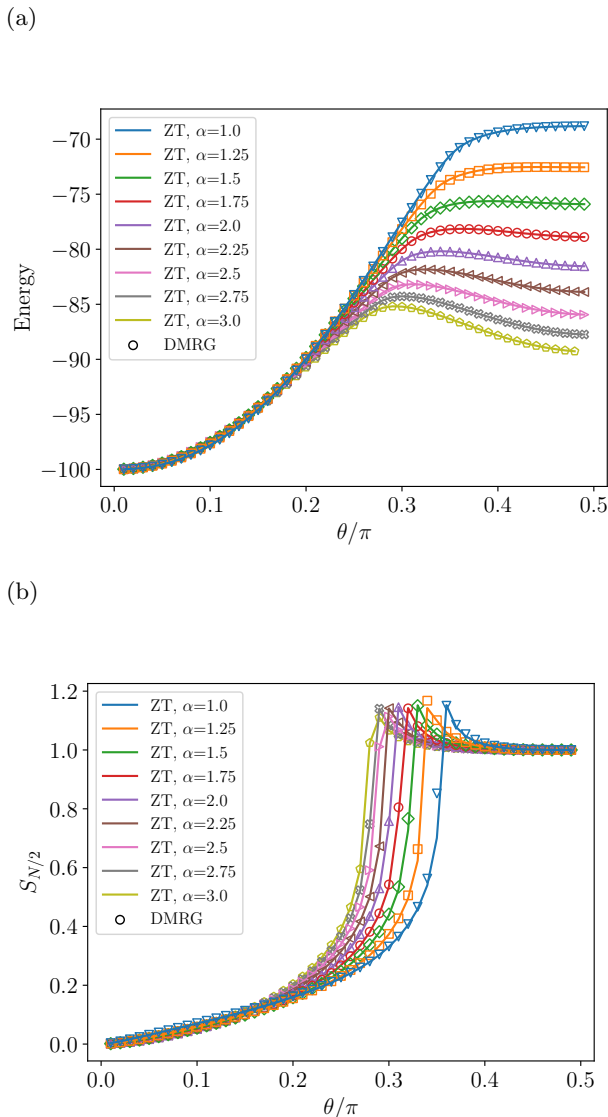 (a)
ZT, α=1.0
ZT, α=1.25
ZT, α=1.5
ZT, α=1.75
ZT, α=2.0
ZT, α=2.25
ZT, α=2.5
ZT, α=2.75
ZT, α=3.0
DMRG
Energy
−70
−75
−80
−85
−90
−95
−100
0.0 0.1 0.2 0.3 0.4 0.5
θ/π
(b)
ZT, α=1.0
ZT, α=1.25
ZT, α=1.5
ZT, α=1.75
ZT, α=2.0
ZT, α=2.25
ZT, α=2.5
ZT, α=2.75
ZT, α=3.0
DMRG
S_{N/2}
1.2
1.0
0.8
0.6
0.4
0.2
0.0
0.0 0.1 0.2 0.3 0.4 0.5
θ/π